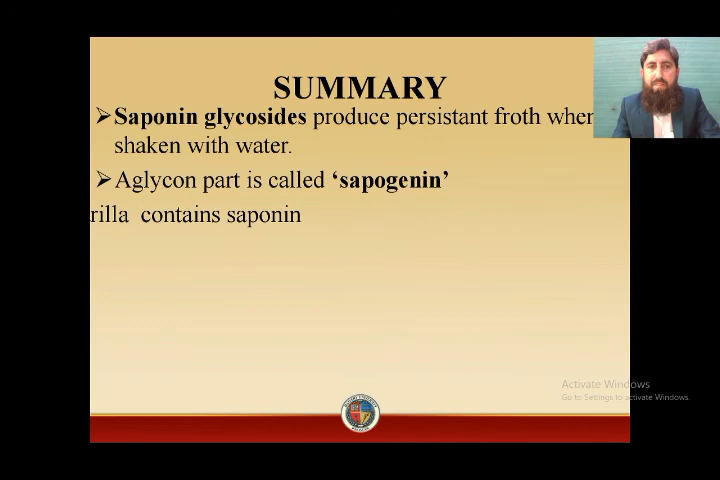 SUMMARY
➢Saponin glycosides produce persistant froth wher
shaken with water.
➢Aglycon part is called ‘sapogenin’
rilla contains saponin
Activate Windows
Go to Settings to activate Windows.